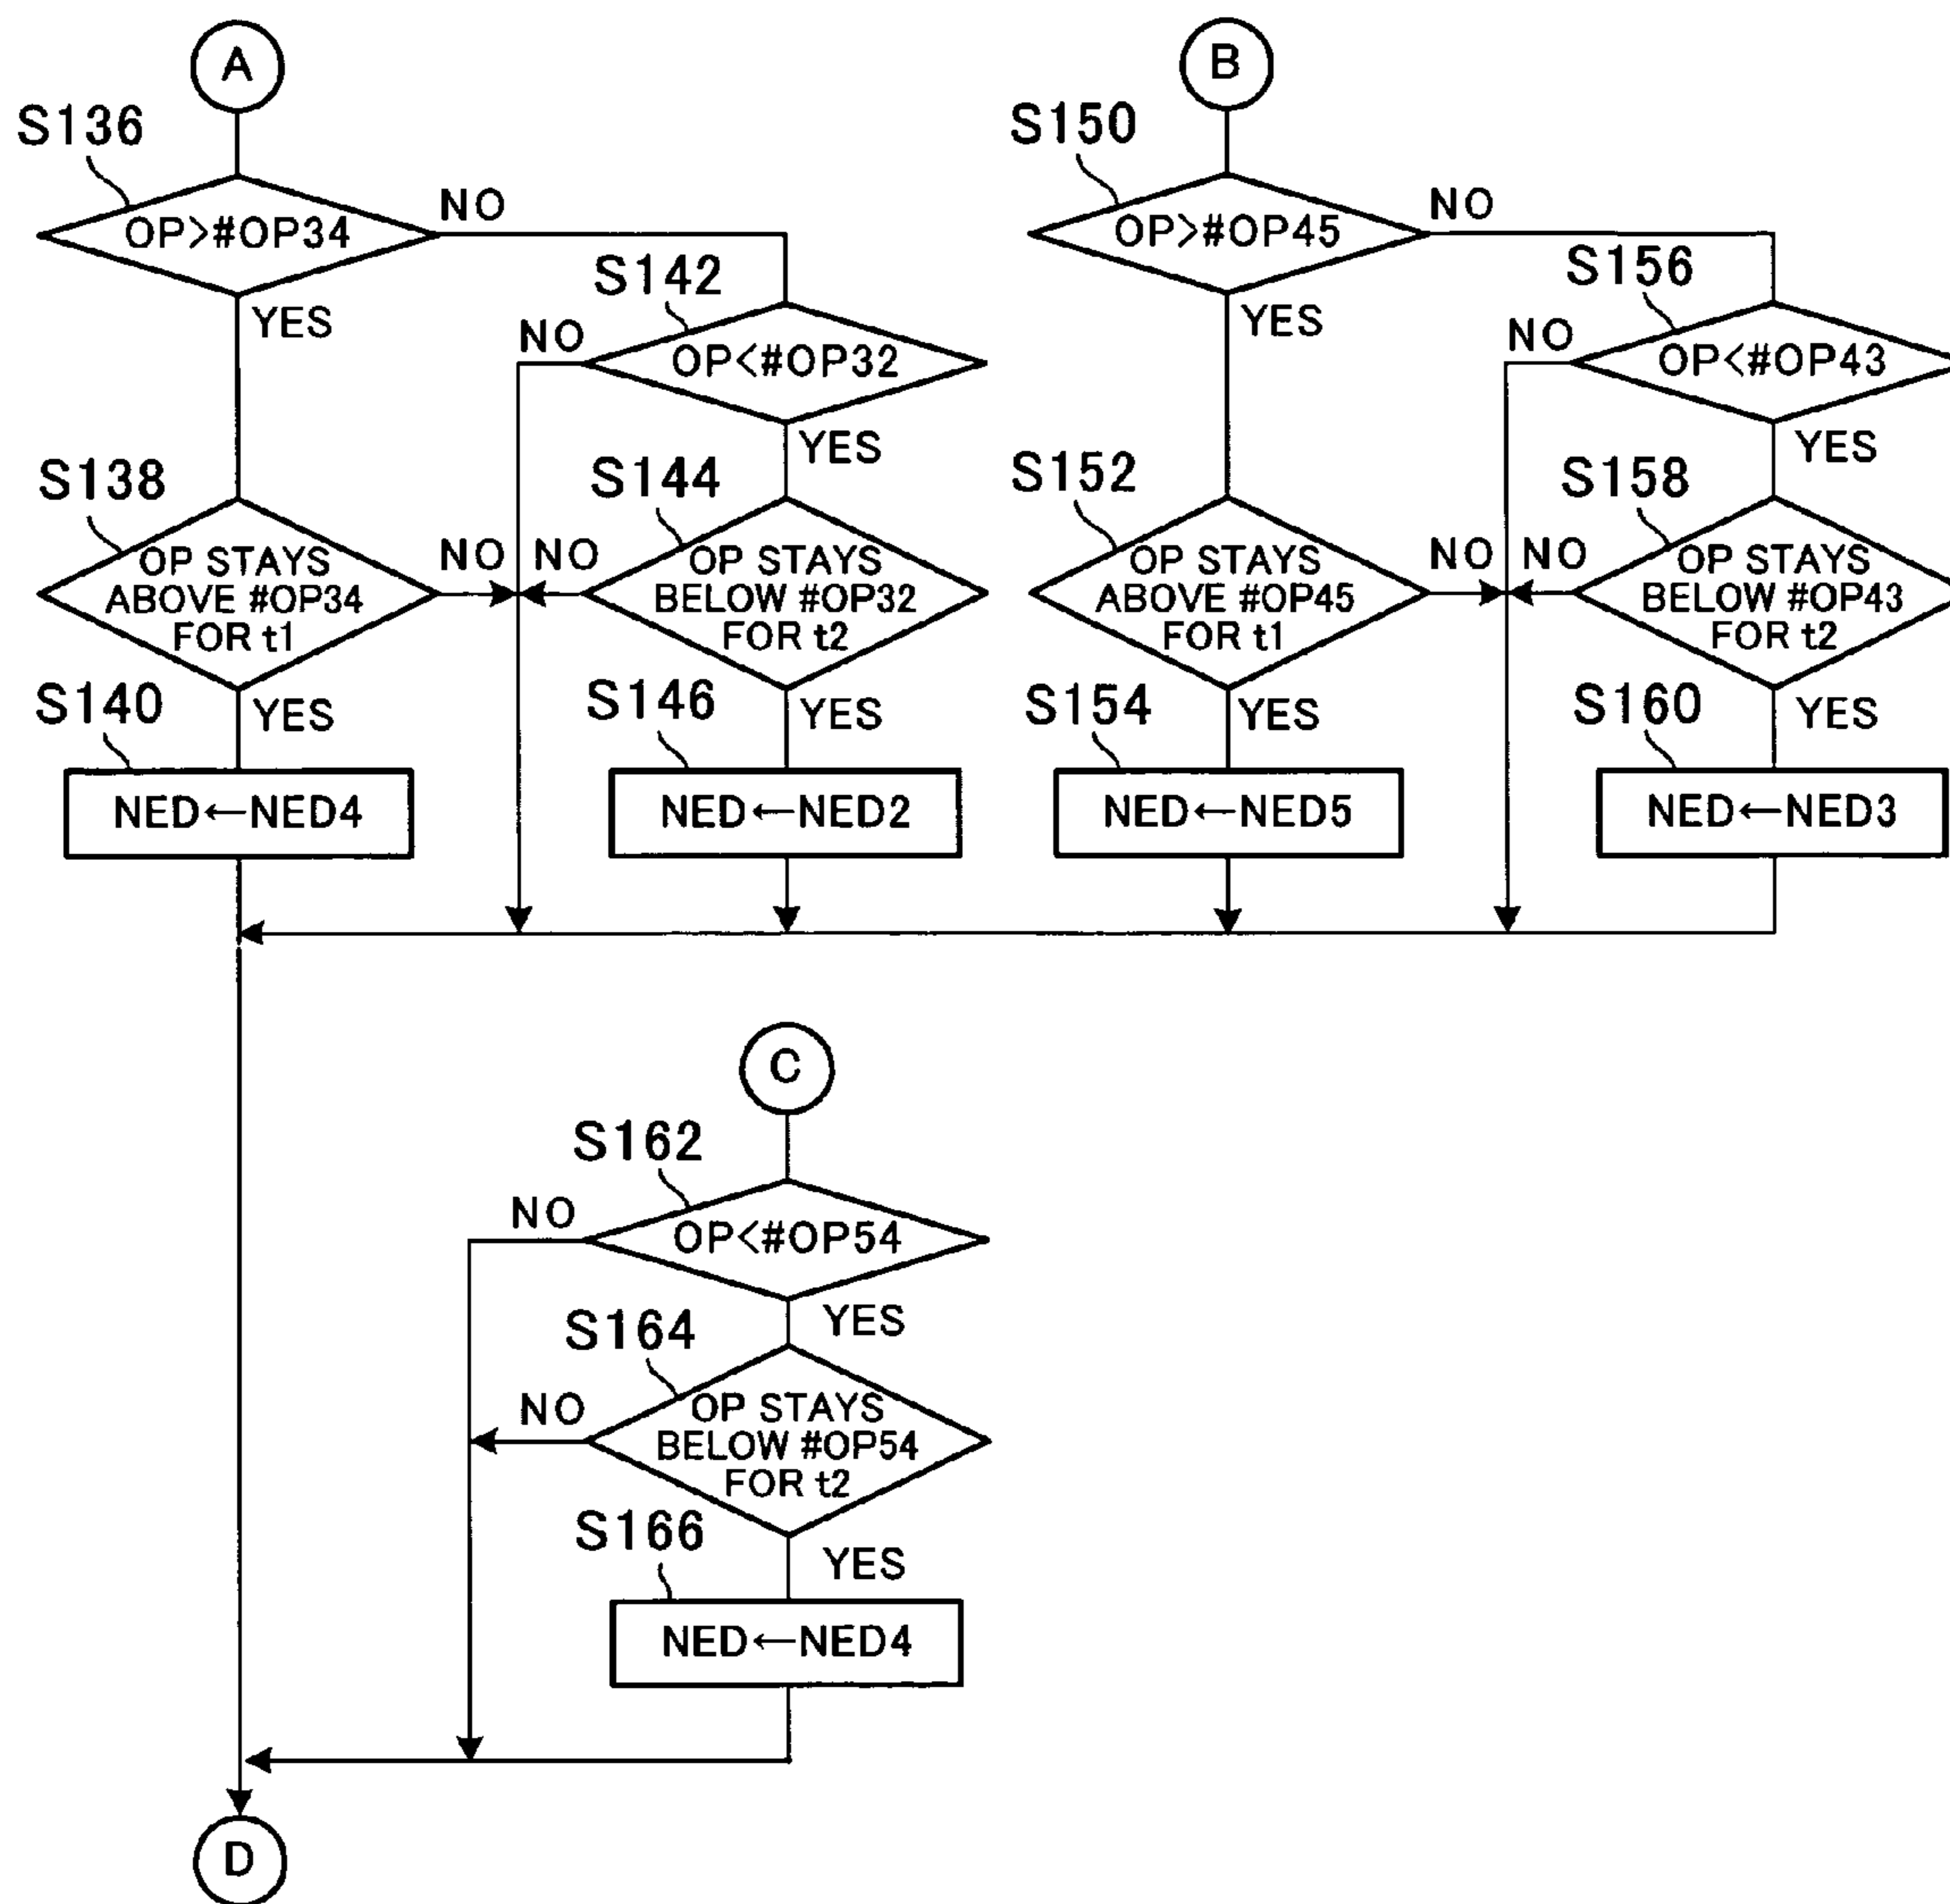 A
S136
OP>#OP34
NO
YES
S142
OP<#OP32
NO
YES
S138
OP STAYS
ABOVE #OP34
FOR t1
NO
YES
S144
OP STAYS
BELOW #OP32
FOR t2
NO
YES
S140
NED←NED4
S146
NED←NED2
B
S150
OP>#OP45
NO
YES
S156
OP<#OP43
NO
YES
S152
OP STAYS
ABOVE #OP45
FOR t1
NO
YES
S158
OP STAYS
BELOW #OP43
FOR t2
NO
YES
S154
NED←NED5
S160
NED←NED3
C
S162
OP<#OP54
NO
YES
S164
OP STAYS
BELOW #OP54
FOR t2
NO
YES
S166
NED←NED4
D